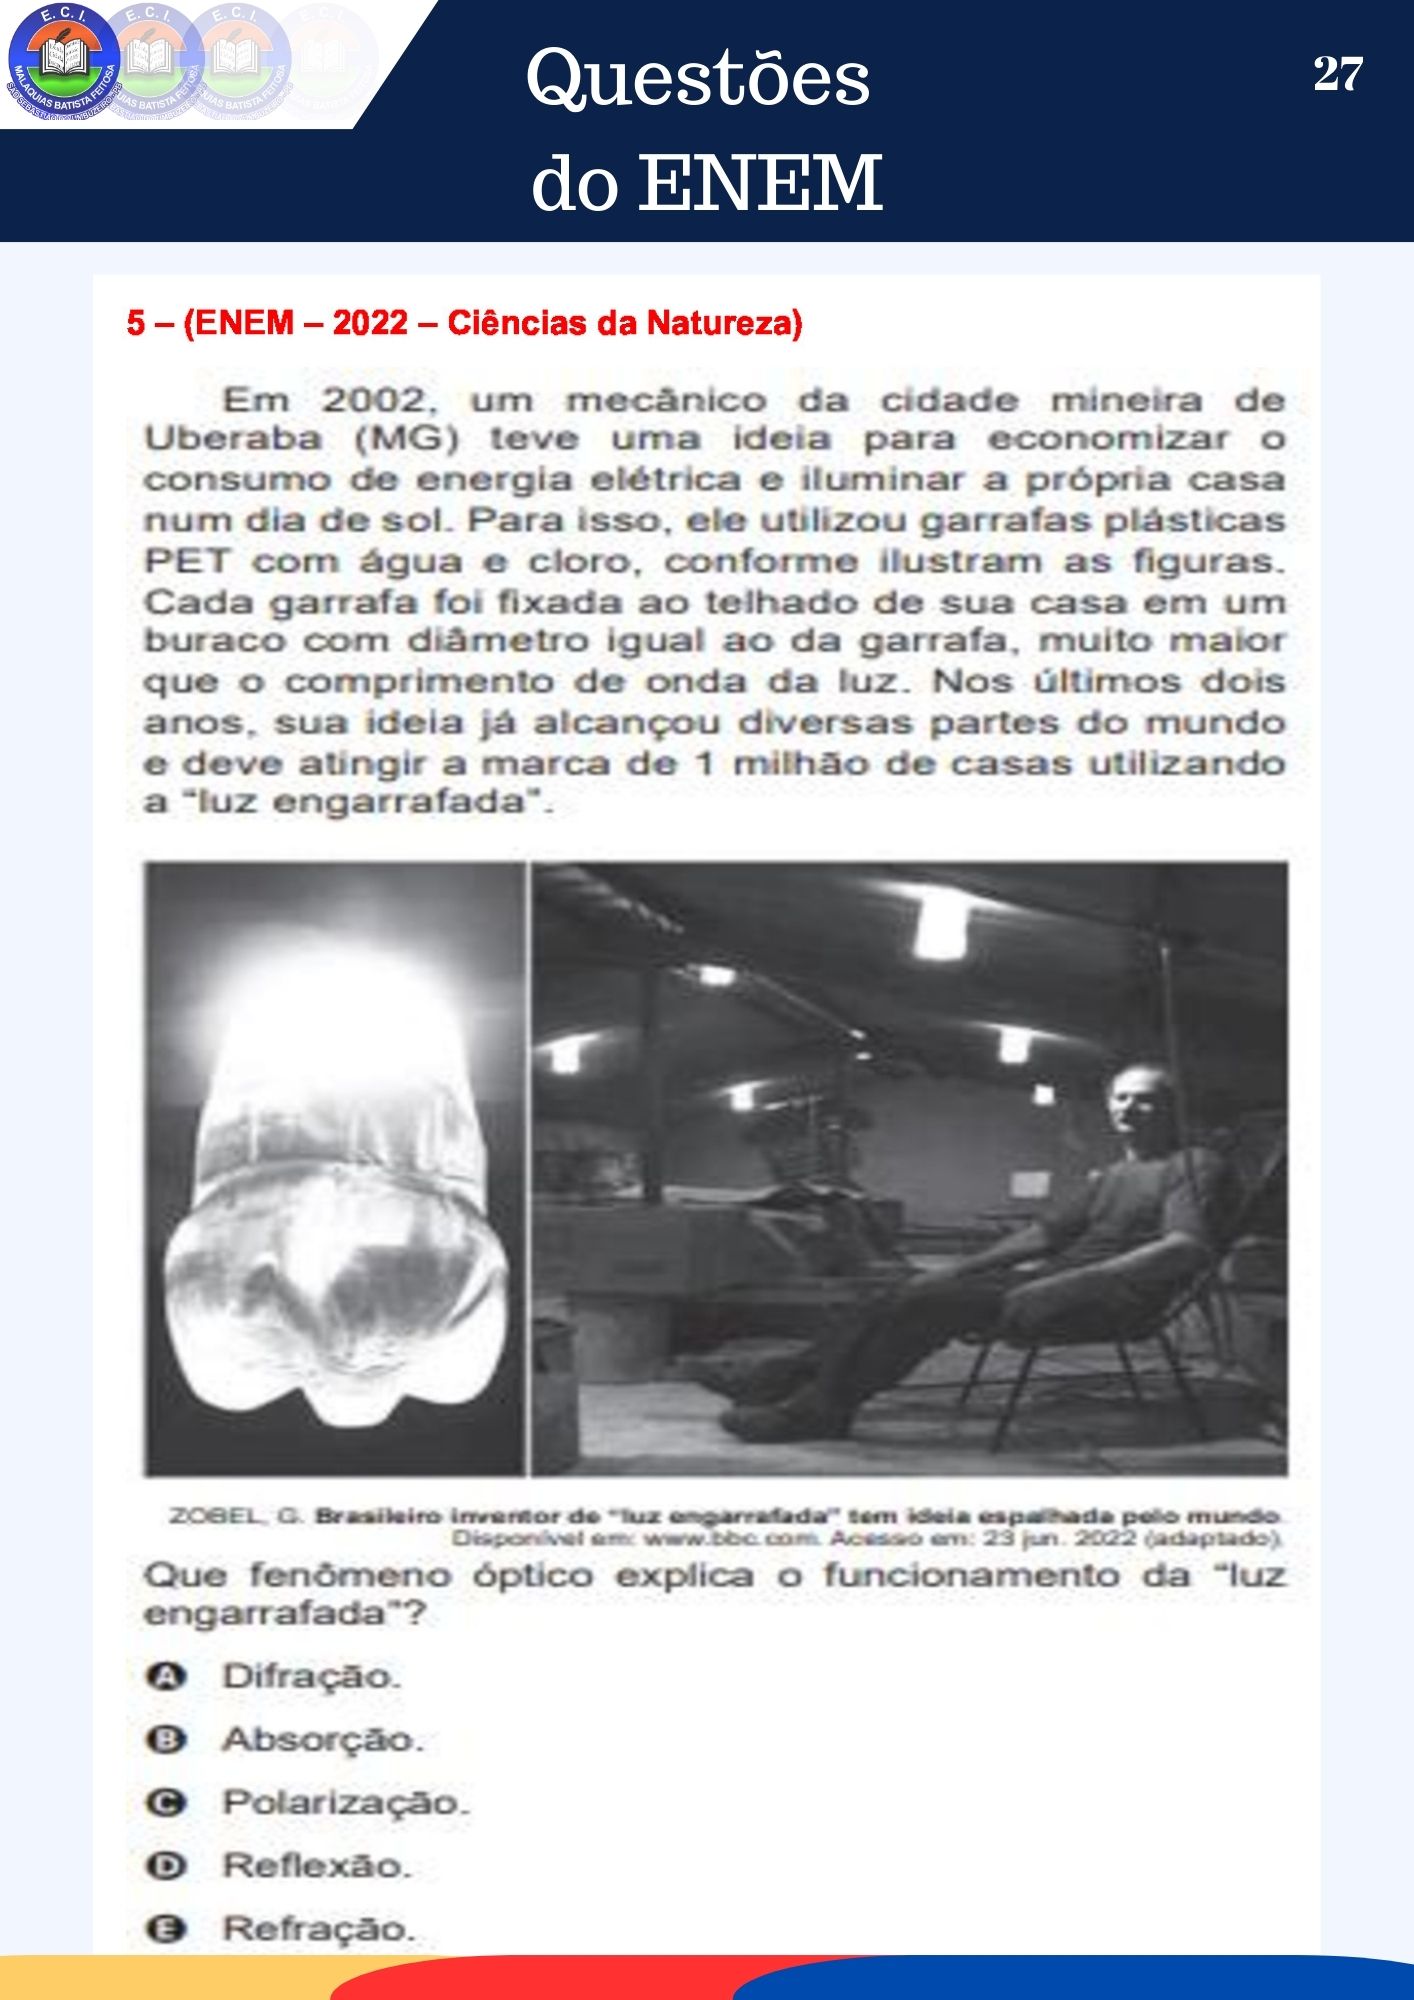 E. C. I.
MALAQUIAS BATISTA FEITOSA
E. C. I.
E. C. I.
E. C. I.
Questões
do ENEM
27
5 – (ENEM – 2022 – Ciências da Natureza)
Em 2002, um mecânico da cidade mineira de
Uberaba (MG) teve uma ideia para economizar o
consumo de energia elétrica e iluminar a própria casa
num dia de sol. Para isso, ele utilizou garrafas plásticas
PET com água e cloro, conforme ilustram as figuras.
Cada garrafa foi fixada ao telhado de sua casa em um
buraco com diâmetro igual ao da garrafa, muito maior
que o comprimento de onda da luz. Nos últimos dois
anos, sua ideia já alcançou diversas partes do mundo
e deve atingir a marca de 1 milhão de casas utilizando
a “luz engarrafada”.
ZOBEL, G. Brasileiro inventor de “luz engarrafada” tem ideia espalhada pelo mundo.
Disponível em: www.bbc.com. Acesso em: 23 jun. 2022 (adaptado).
Que fenômeno óptico explica o funcionamento da “luz
engarrafada”?
A Difração.
B Absorção.
C Polarização.
D Reflexão.
E Refração.